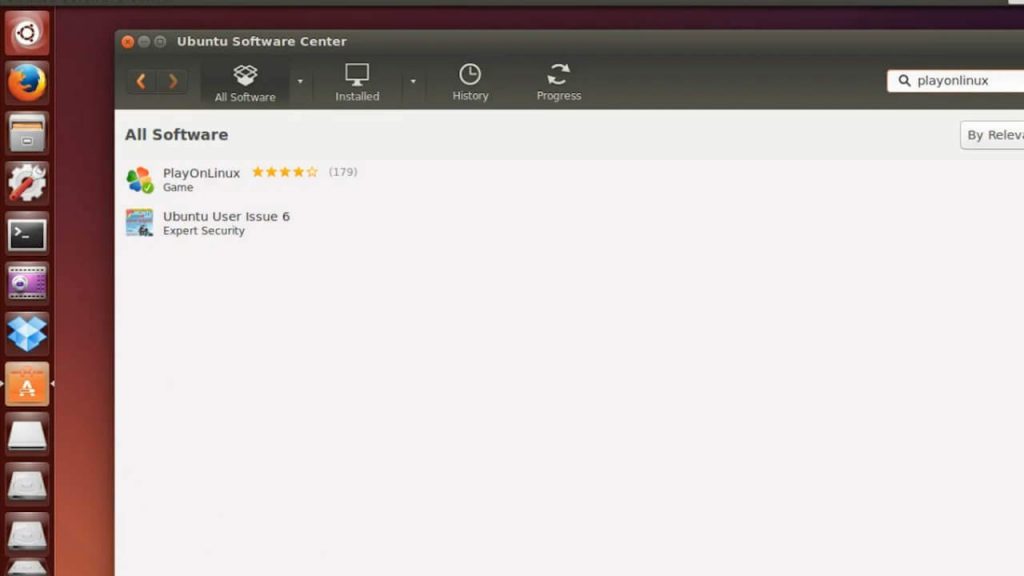 Ubuntu Software Center
All Software
Installed
History
Progress
playonlinux
All Software
By Releva
PlayOnLinux (179)
Game
Ubuntu User Issue 6
Expert Security